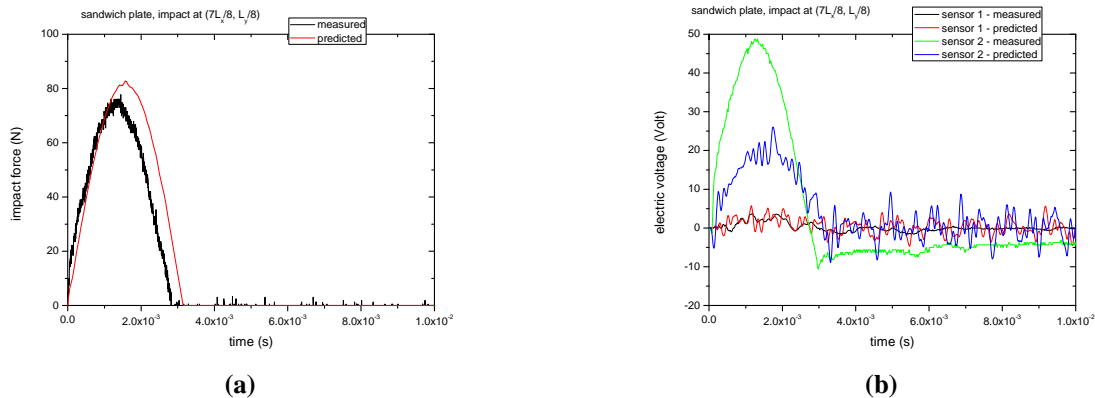 sandwich plate, impact at (7Lₓ/8, Lᵧ/8)
measured
predicted
100
80
60
40
20
0
impact force (N)
0.0
2.0x10⁻³
4.0x10⁻³
6.0x10⁻³
8.0x10⁻³
1.0x10⁻²
time (s)
(a)
sandwich plate, impact at (7Lₓ/8, Lᵧ/8)
sensor 1 - measured
sensor 1 - predicted
sensor 2 - measured
sensor 2 - predicted
50
40
30
20
10
0
-10
-20
electric voltage (Volt)
0.0
2.0x10⁻³
4.0x10⁻³
6.0x10⁻³
8.0x10⁻³
1.0x10⁻²
time (s)
(b)